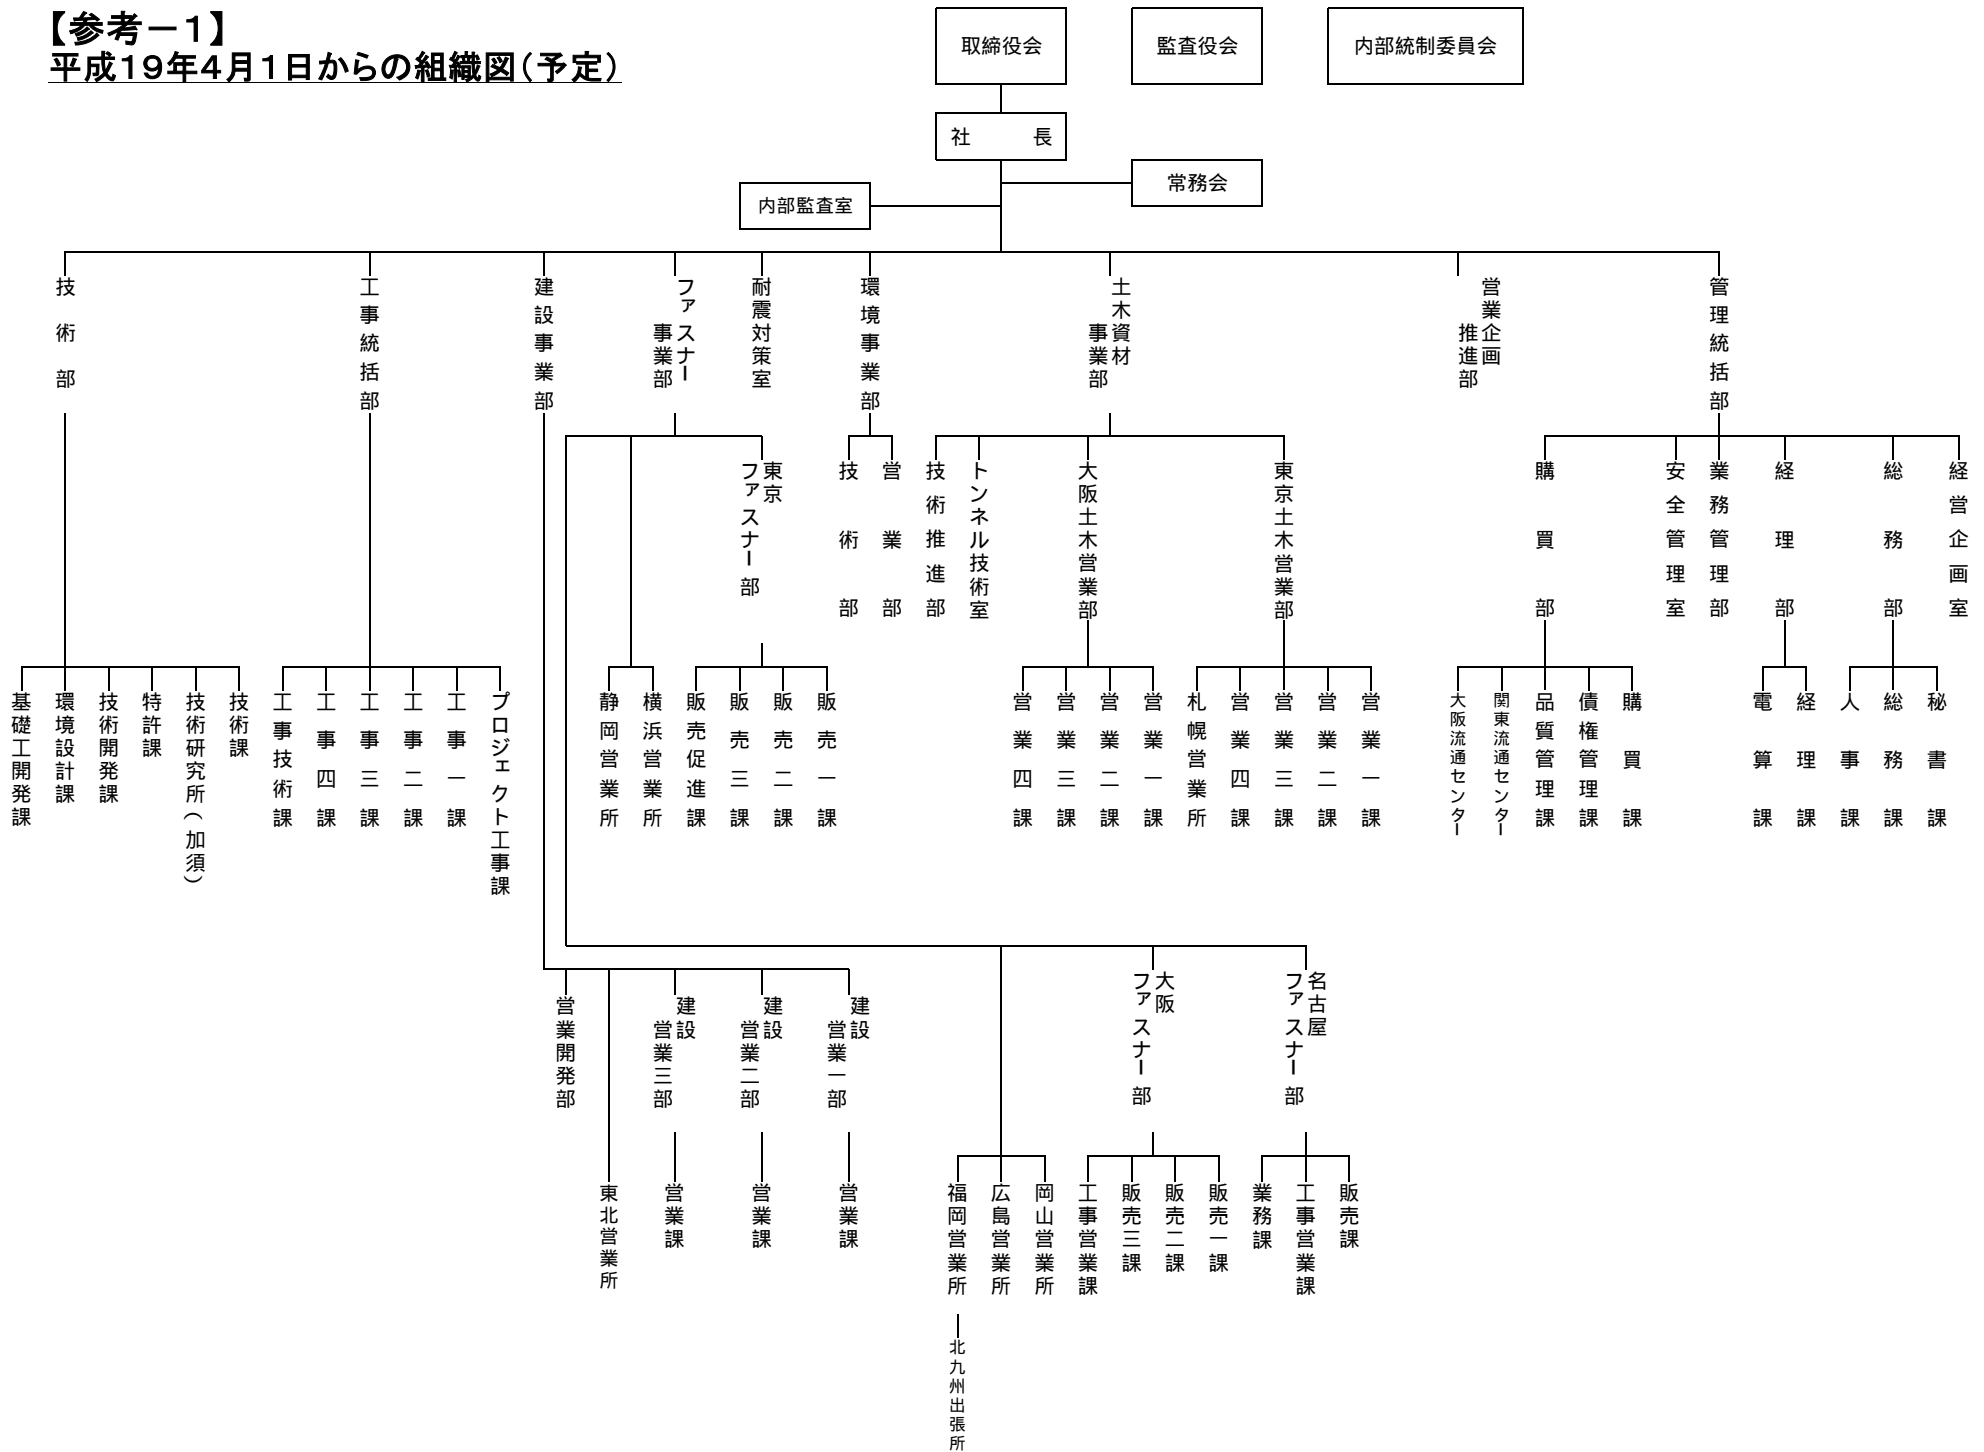 【参考－１】
平成１９年４月１日からの組織図（予定）
取締役会
監査役会
内部統制委員会
社長
常務会
内部監査室
技術部
工事統括部
建設事業部
ファスナー
事業部
耐震対策室
環境事業部
土木資材
事業部
営業企画
推進部
管理統括部
東京
ファスナー部
技術部
営業部
技術推進部
トンネル技術室
大阪土木営業部
東京土木営業部
購買部
安全管理室
業務管理部
経理部
総務部
経営企画室
基礎工開発課
環境設計課
技術開発課
特許課
技術研究所（加須）
技術課
工事技術課
工事四課
工事三課
工事二課
工事一課
プロジェクト工事課
静岡営業所
横浜営業所
販売促進課
販売三課
販売二課
販売一課
営業四課
営業三課
営業二課
営業一課
札幌営業所
営業四課
営業三課
営業二課
営業一課
大阪流通センター
関東流通センター
品質管理課
債権管理課
購買課
電算課
経理課
人事課
総務課
秘書課
大阪
ファスナー部
名古屋
ファスナー部
営業開発部
建設
営業三部
建設
営業二部
建設
営業一部
東北営業所
営業課
営業課
営業課
福岡営業所
広島営業所
岡山営業所
工事営業課
販売三課
販売二課
販売一課
業務課
工事営業課
販売課
北九州出張所